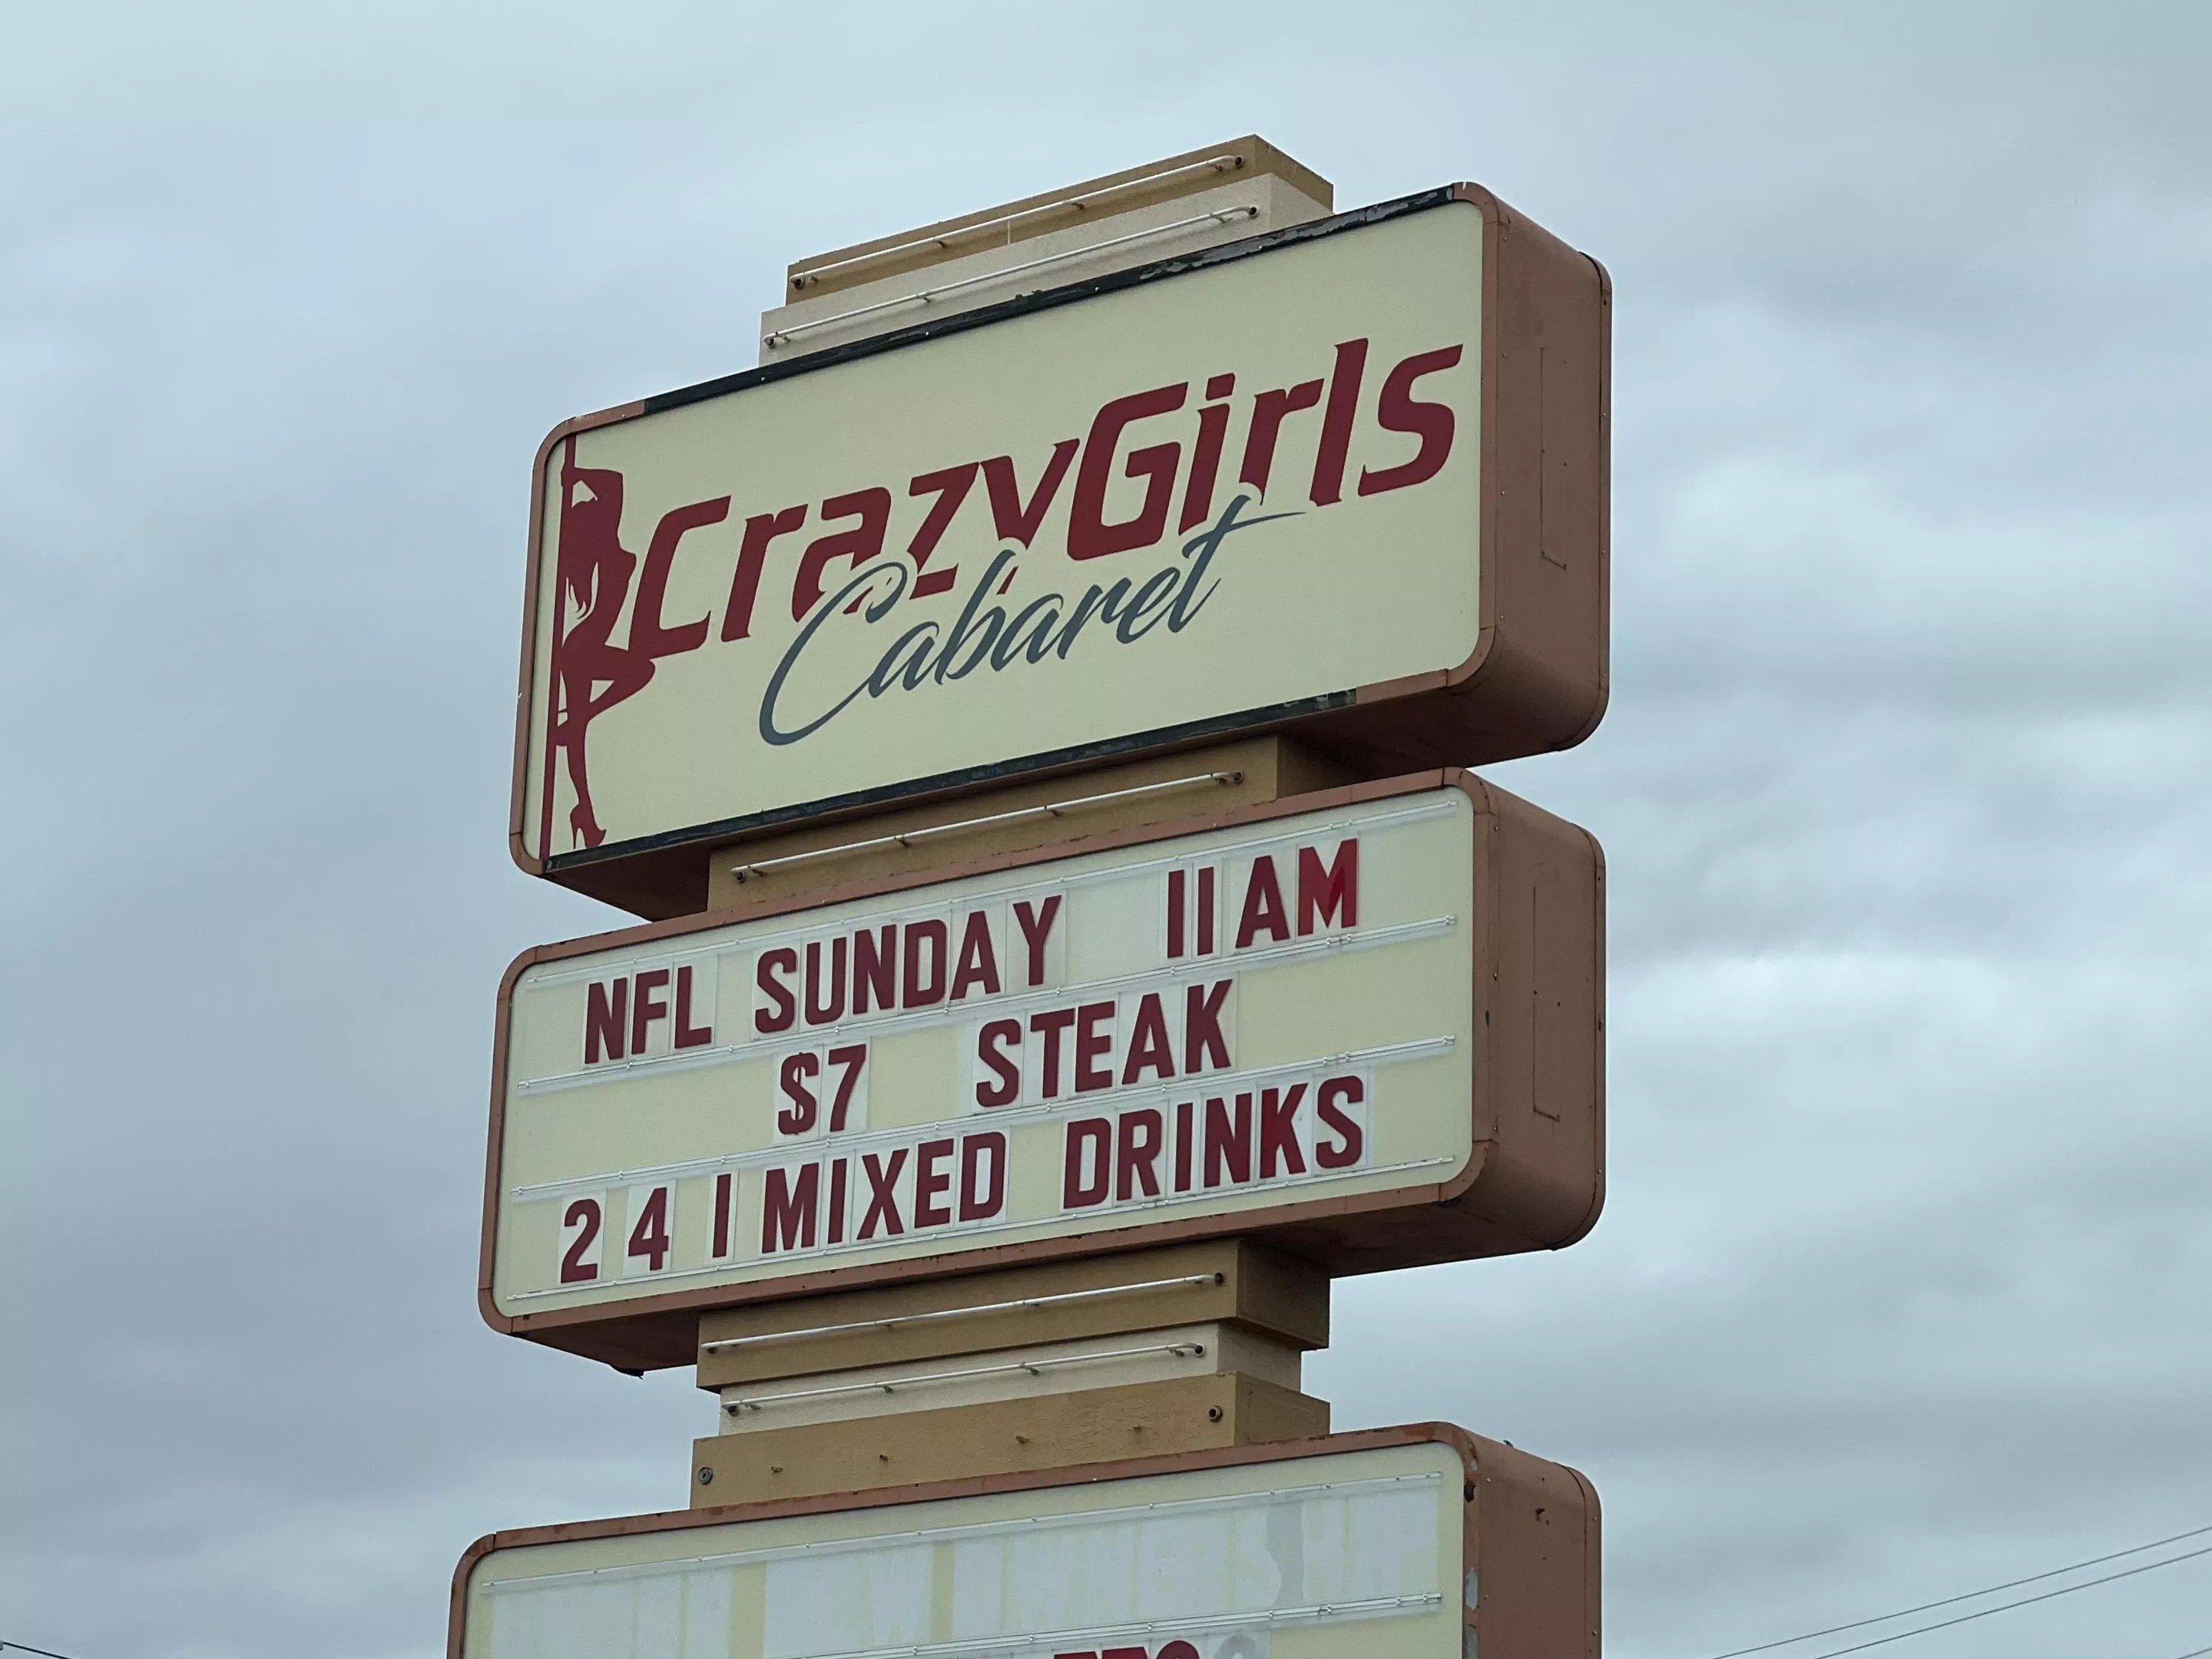 CrazyGirls
Cabaret
NFL SUNDAY 11AM
$7 STEAK
2 4 1 MIXED DRINKS